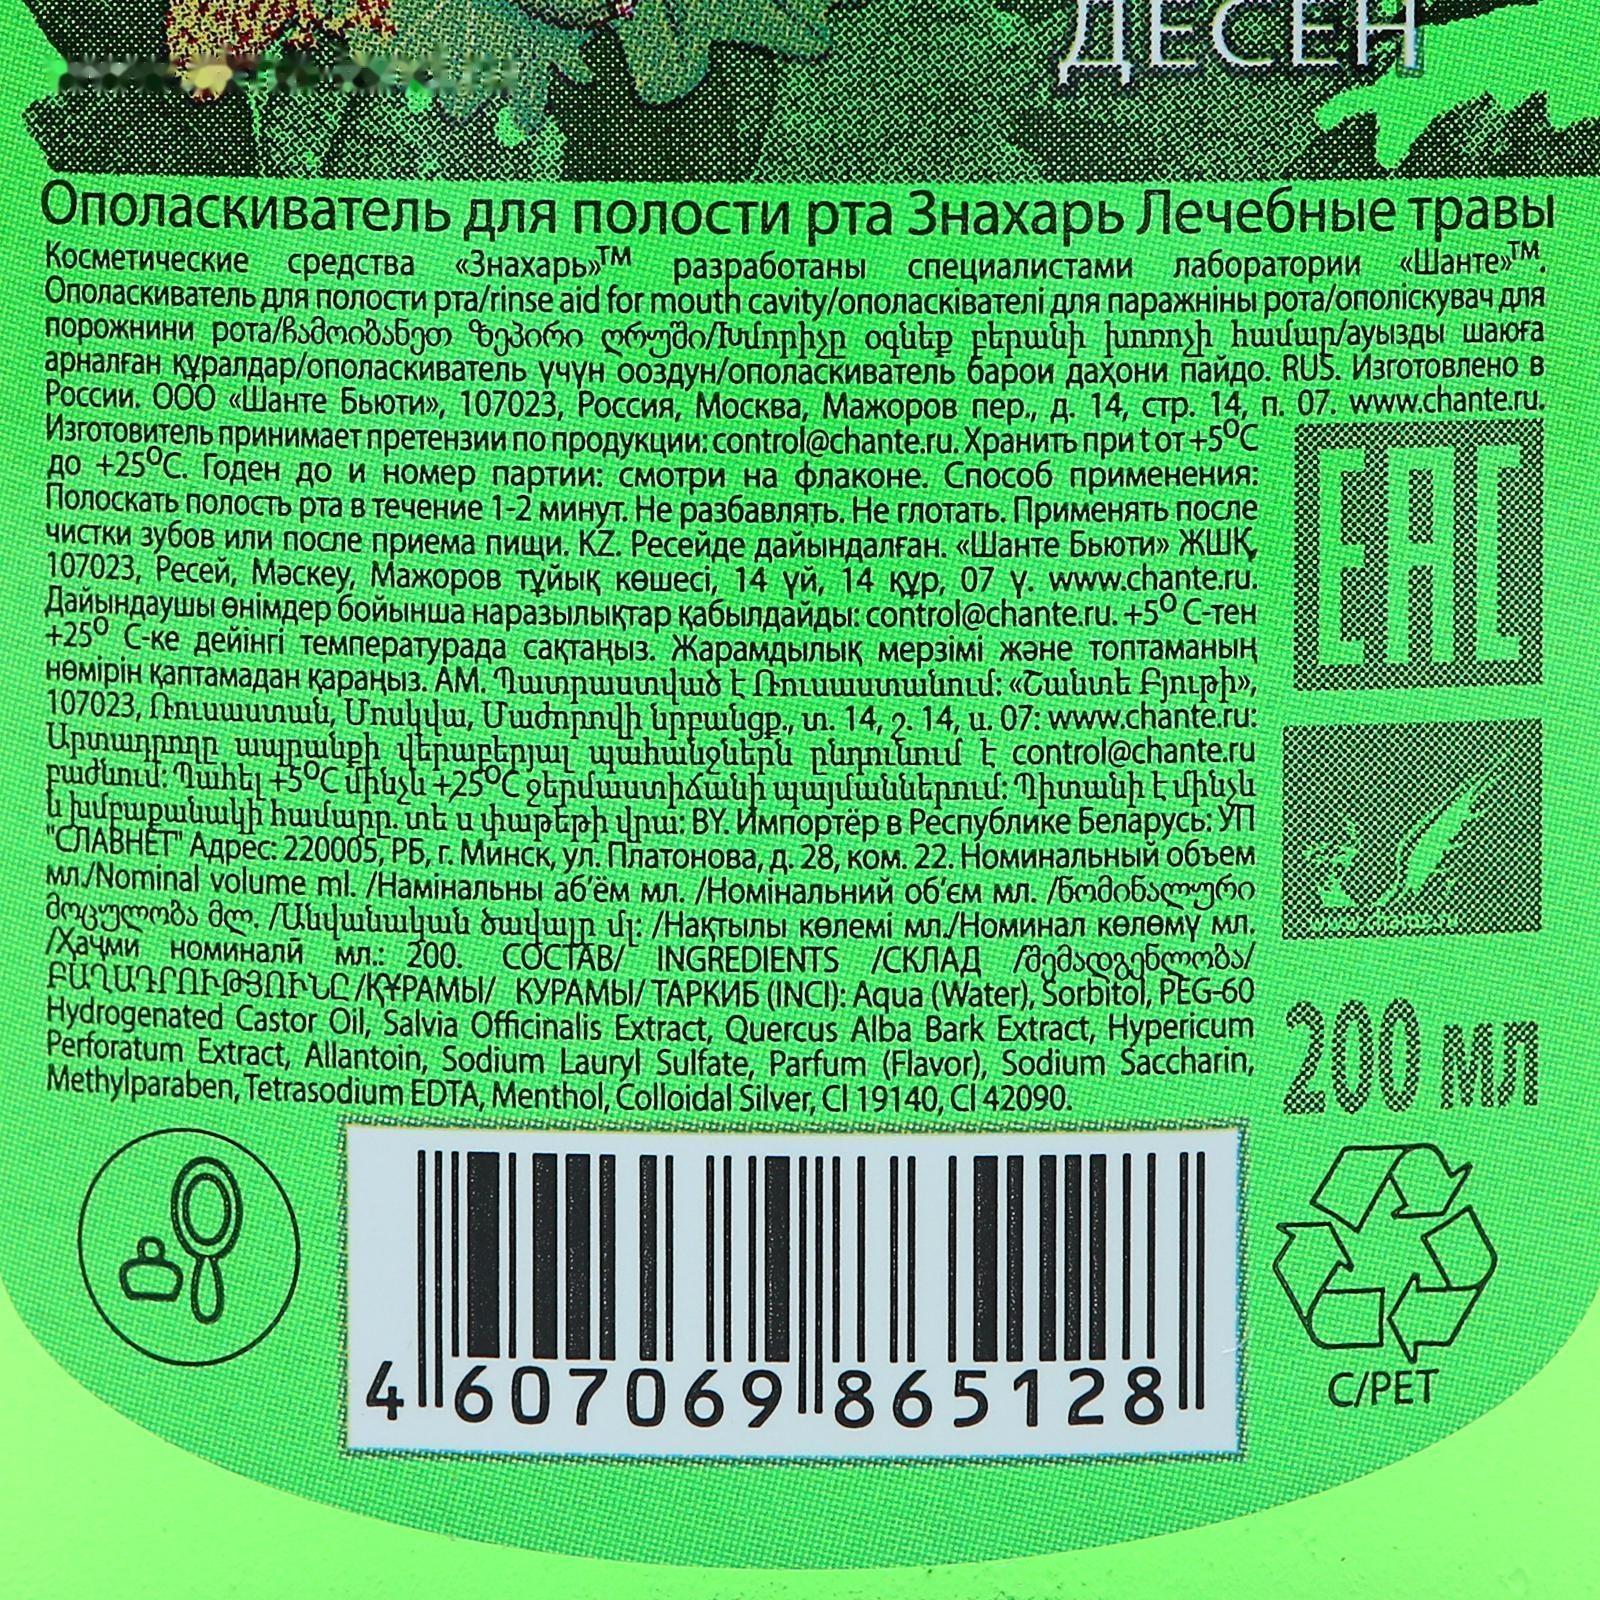 ДЕСЕН
Ополаскиватель для полости рта Знахарь Лечебные травы
Косметические средства «Знахарь»™ разработаны специалистами лаборатории «Шанте»™.
Ополаскиватель для полости рта/rinse aid for mouth cavity/ополасківателі для паражніны рота/ополіскувач для
порожнини рота/ჩამოიბანეთ ზეპირი ღრუში/Խմորիչը օգնեք բերանի խոռոչի համար/ауызды шаюға
арналған құралдар/ополаскиватель үчүн ооздун/ополаскиватель барои даҳони пайдо. RUS. Изготовлено в
России. ООО «Шанте Бьюти», 107023, Россия, Москва, Мажоров пер., д. 14, стр. 14, п. 07. www.chante.ru.
Изготовитель принимает претензии по продукции: control@chante.ru. Хранить при t от +5⁰C
до +25⁰C. Годен до и номер партии: смотри на флаконе. Способ применения:
Полоскать полость рта в течение 1-2 минут. Не разбавлять. Не глотать. Применять после
чистки зубов или после приема пищи. KZ. Ресейде дайындалған. «Шанте Бьюти» ЖШҚ,
107023, Ресей, Мәскеу, Мажоров тұйық көшесі, 14 үй, 14 құр, 07 ү. www.chante.ru.
Дайындаушы өнімдер бойынша наразылықтар қабылдайды: control@chante.ru. +5⁰ С-тен
+25⁰ С-ке дейінгі температурада сақтаңыз. Жарамдылық мерзімі және топтаманың
нөмірін қаптамадан қараңыз. AM. Պատրաստված է Ռուսաստանում: «Շանտե Բյութի»,
107023, Ռուսաստան, Մոսկվա, Մաժորովի նրբանցք., տ. 14, շ. 14, ս. 07: www.chante.ru:
Արտադրողը ապրանքի վերաբերյալ պահանջներն ընդունում է control@chante.ru
բաժնում: Պահել +5⁰C մինչև +25⁰C ջերմաստիճանի պայմաններում: Պիտանի է մինչև
և խմբաքանակի համարը. տե ս փաթեթի վրա: BY. Импортёр в Республике Беларусь: УП
"СЛАВНЕТ" Адрес: 220005, РБ, г. Минск, ул. Платонова, д. 28, ком. 22. Номинальный объем
мл./Nominal volume ml. /Намінальны аб'ём мл. /Номінальний об'єм мл. /ნომინალური
მოცულობა მლ. /Անվանական ծավալը մլ: /Нақтылы көлемі мл./Номинал көлөмү мл.
/Ҳаҷми номиналӣ мл.: 200. СОСТАВ/ INGREDIENTS /СКЛАД /შემადგენლობა/
ԲԱՂԱԴՐՈՒԹՅՈՒՆԸ/ҚҰРАМЫ/ КУРАМЫ/ ТАРКИБ (INCI): Aqua (Water), Sorbitol, PEG-60
Hydrogenated Castor Oil, Salvia Officinalis Extract, Quercus Alba Bark Extract, Hypericum
Perforatum Extract, Allantoin, Sodium Lauryl Sulfate, Parfum (Flavor), Sodium Saccharin,
Methylparaben, Tetrasodium EDTA, Menthol, Colloidal Silver, Cl 19140, Cl 42090.
EAC
200 мл
4 607069 865128
C/PET